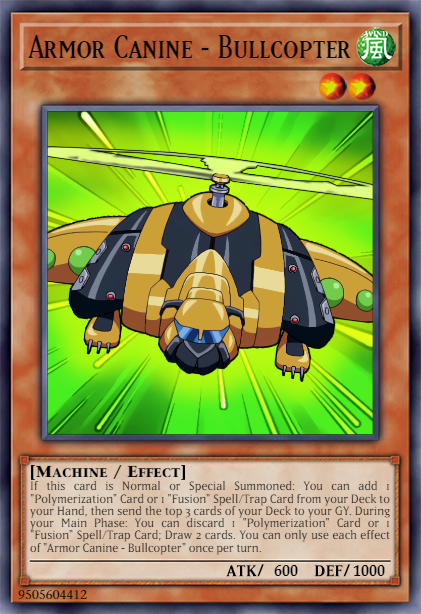 Armor Canine - Bullcopter
WIND
風
[Machine / Effect]
If this card is Normal or Special Summoned: You can add 1
"Polymerization" Card or 1 "Fusion" Spell/Trap Card from your Deck to
your Hand, then send the top 3 cards of your Deck to your GY. During
your Main Phase: You can discard 1 "Polymerization" Card or 1
"Fusion" Spell/Trap Card; Draw 2 cards. You can only use each effect
of "Armor Canine - Bullcopter" once per turn.
ATK/ 600 DEF/1000
9505604412